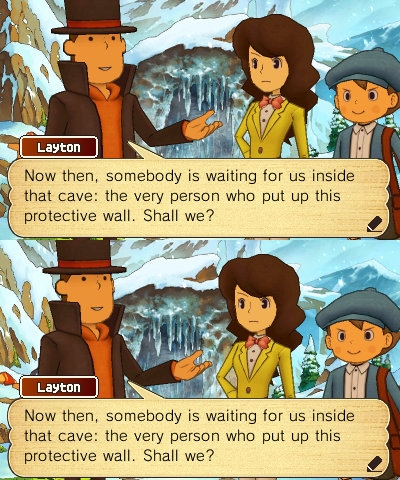 Layton
Now then, somebody is waiting for us inside
that cave: the very person who put up this
protective wall. Shall we?
Layton
Now then, somebody is waiting for us inside
that cave: the very person who put up this
protective wall. Shall we?